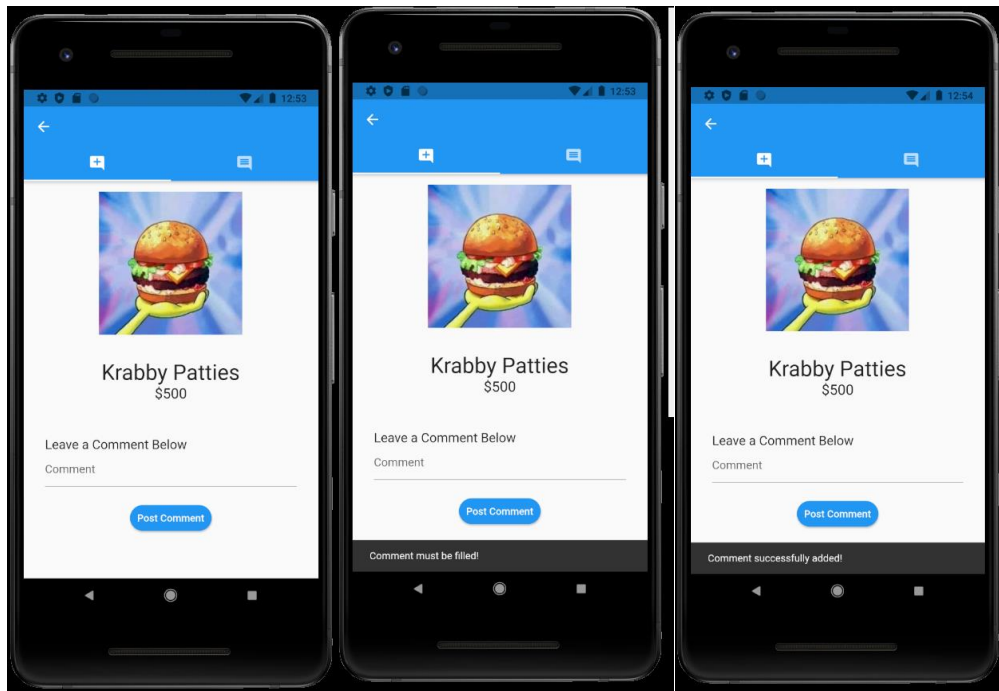 12:53
Krabby Patties
$500
Leave a Comment Below
Comment
Post Comment
12:53
Krabby Patties
$500
Leave a Comment Below
Comment
Post Comment
Comment must be filled!
12:54
Krabby Patties
$500
Leave a Comment Below
Comment
Post Comment
Comment successfully added!